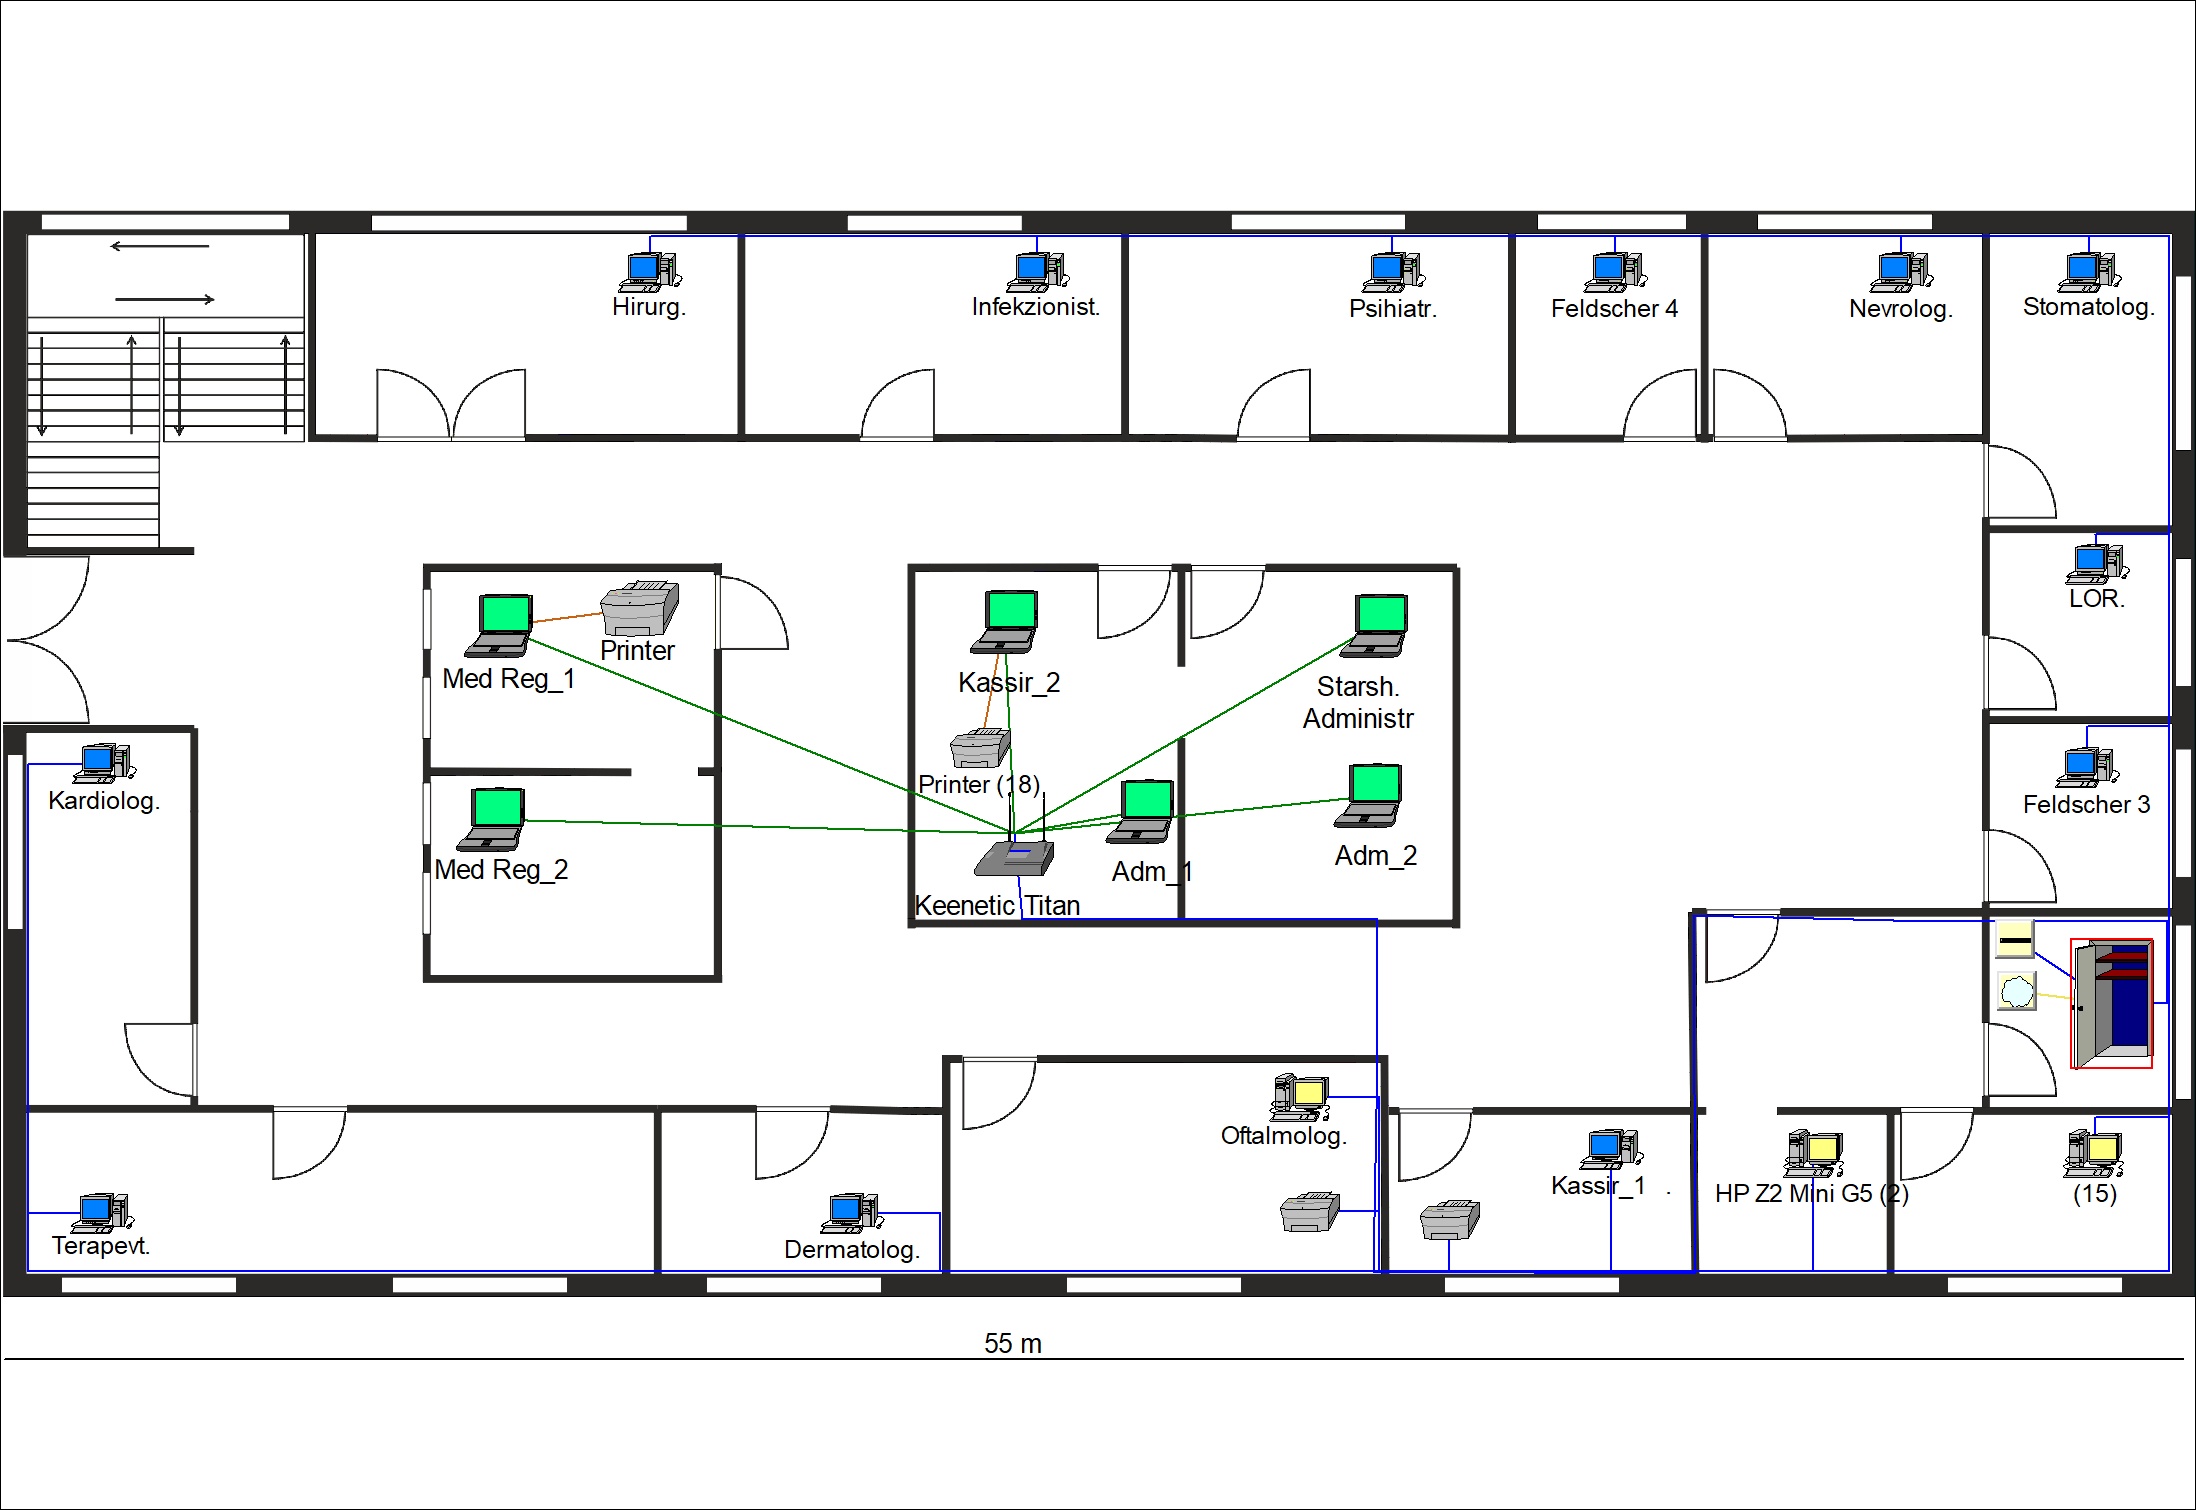 Hirurg.
Infekzionist.
Psihiatr.
Feldscher 4
Nevrolog.
Stomatolog.
LOR.
Printer
Med Reg_1
Kassir_2
Starsh.
Administr
Printer (18)
Kardiolog.
Feldscher 3
Med Reg_2
Adm_1
Adm_2
Keenetic Titan
Oftalmolog.
Kassir_1 .
HP Z2 Mini G5 (2)
(15)
Terapevt.
Dermatolog.
55 m